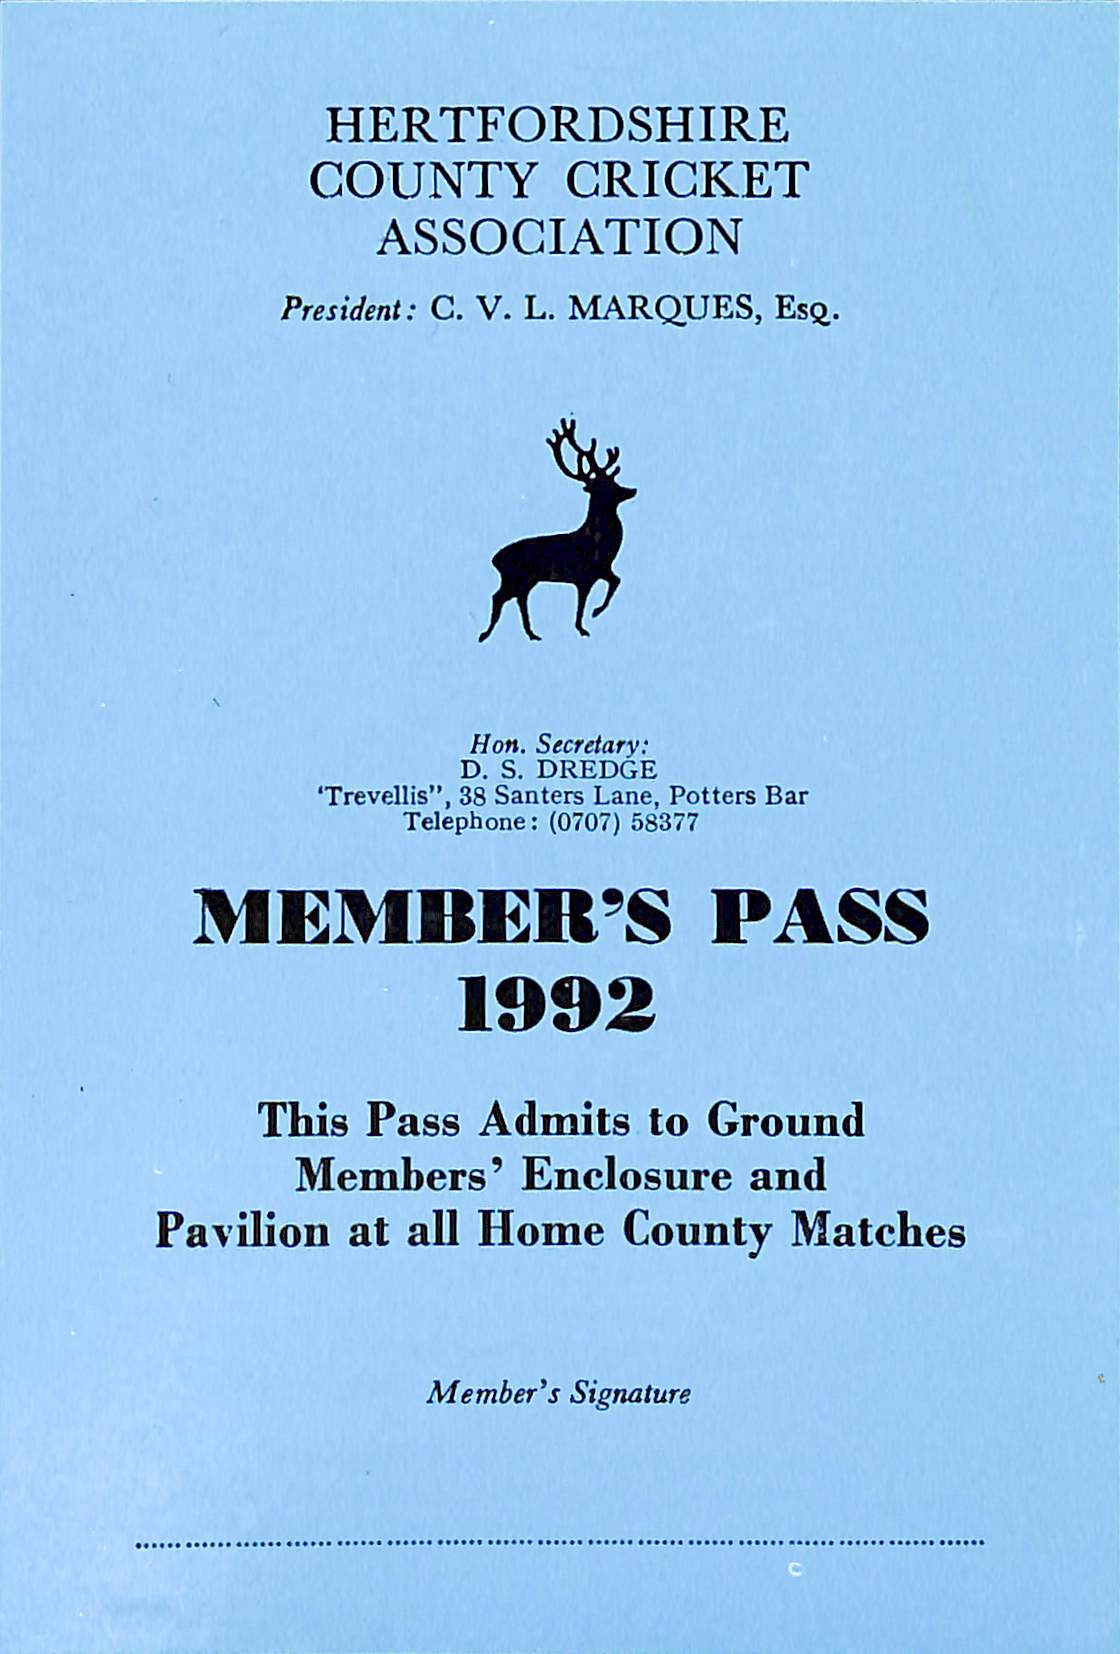 HERTFORDSHIRE
COUNTY CRICKET
ASSOCIATION
President: C. V. L. MARQUES, Esq.
Hon. Secretary:
D. S. DREDGE
'Trevellis", 38 Santers Lane, Potters Bar
Telephone: (0707) 58377
MEMBER'S PASS
1992
This Pass Admits to Ground
Members' Enclosure and
Pavilion at all Home County Matches
Member's Signature